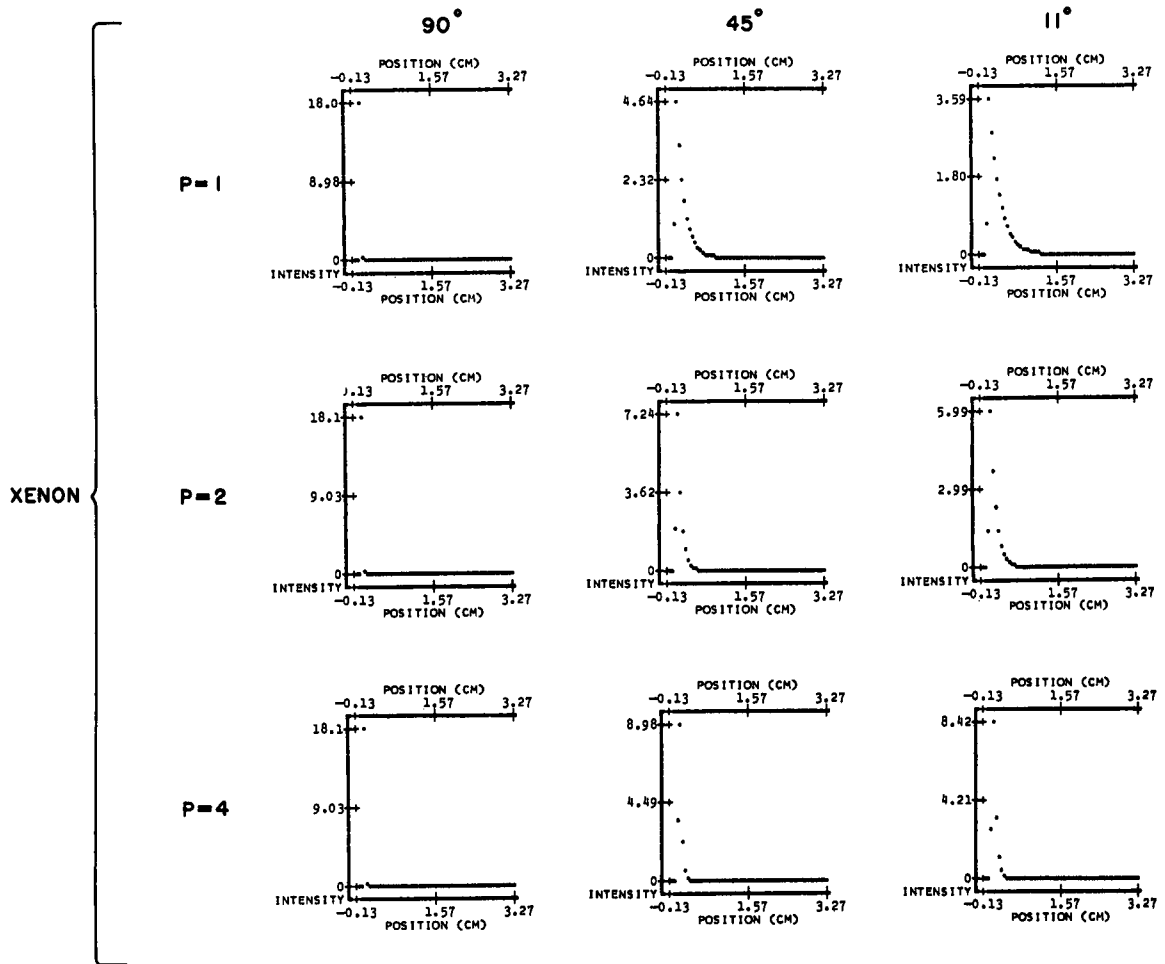 90° 45° 11°
POSITION (CM) POSITION (CM) POSITION (CM)
-0.13 1.57 3.27 -0.13 1.57 3.27 -0.13 1.57 3.27
18.0 4.64 3.59
P=1 8.98 2.32 1.80
0 0 0
INTENSITY INTENSITY INTENSITY
-0.13 1.57 3.27 -0.13 1.57 3.27 -0.13 1.57 3.27
POSITION (CM) POSITION (CM) POSITION (CM)
POSITION (CM) POSITION (CM) POSITION (CM)
).13 1.57 3.27 -0.13 1.57 3.27 -0.13 1.57 3.27
18.1 7.24 5.99
XENON P=2 9.03 3.62 2.99
0 0 0
INTENSITY INTENSITY INTENSITY
-0.13 1.57 3.27 -0.13 1.57 3.27 -0.13 1.57 3.27
POSITION (CM) POSITION (CM) POSITION (CM)
POSITION (CM) POSITION (CM) POSITION (CM)
-0.13 1.57 3.27 -0.13 1.57 3.27 -0.13 1.57 3.27
18.1 8.98 8.42
P=4 9.03 4.49 4.21
0 0 0
INTENSITY INTENSITY INTENSITY
-0.13 1.57 3.27 -0.13 1.57 3.27 -0.13 1.57 3.27
POSITION (CM) POSITION (CM) POSITION (CM)